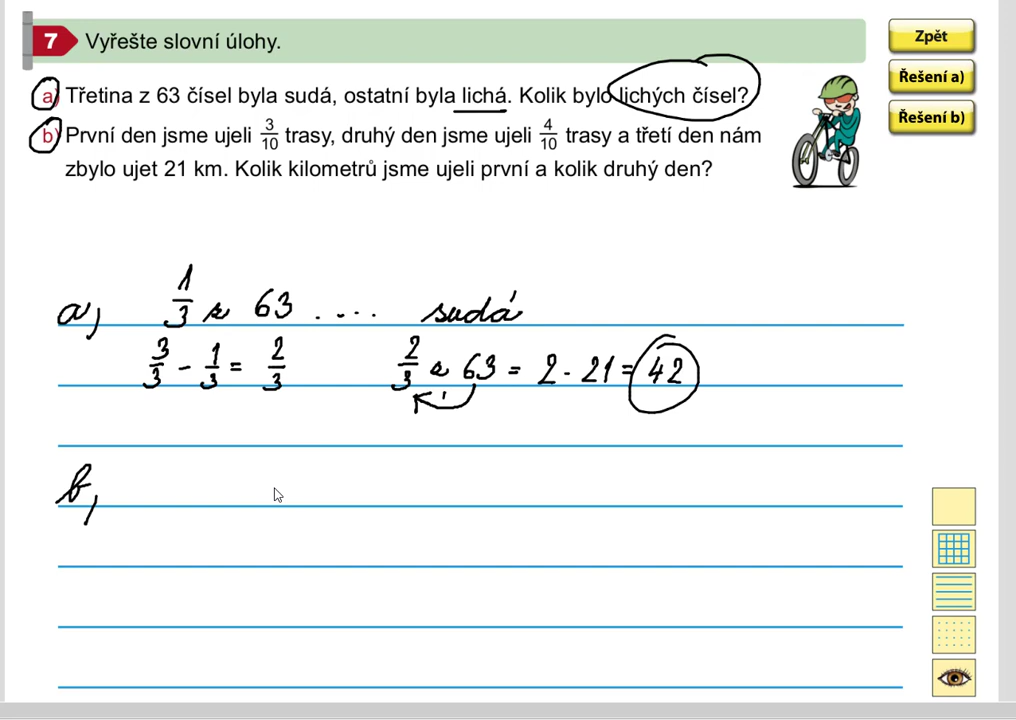 7 Vyřešte slovní úlohy.
Zpět
Řešení a)
Řešení b)
a) Třetina z 63 čísel byla sudá, ostatní byla lichá. Kolik bylo lichých čísel?
b) První den jsme ujeli 3/10 trasy, druhý den jsme ujeli 4/10 trasy a třetí den nám
zbylo ujet 21 km. Kolik kilometrů jsme ujeli první a kolik druhý den?
a) 1/3 z 63 .... sudá
3/3 - 1/3 = 2/3 2/3 z 63 = 2 · 21 = 42
b)